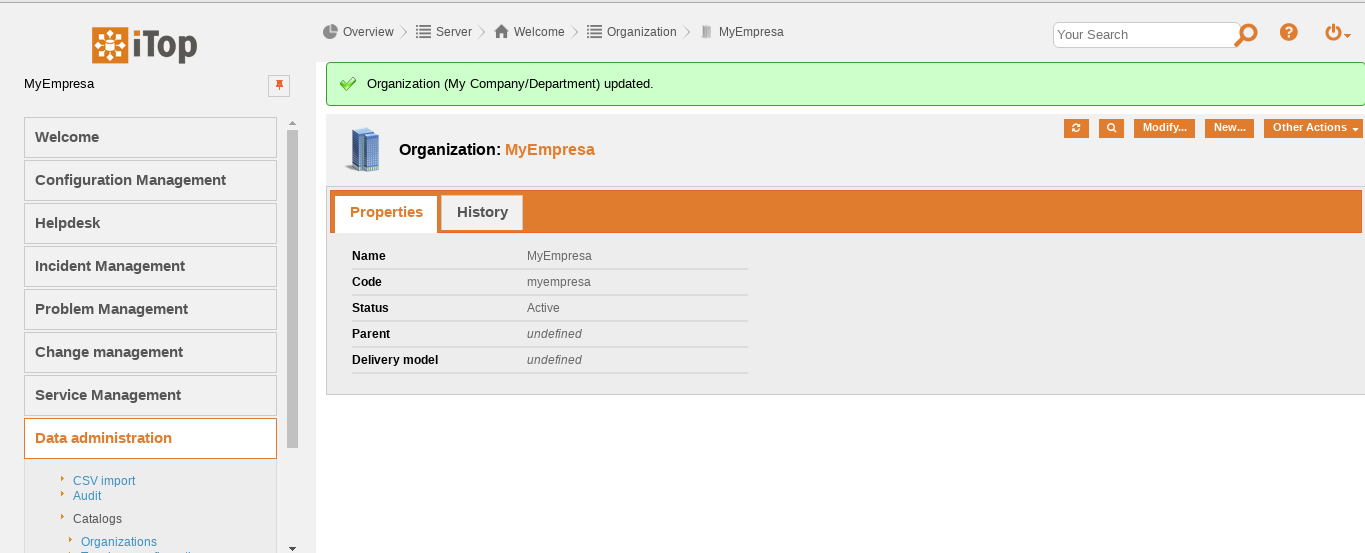 iTop
MyEmpresa
Welcome
Configuration Management
Helpdesk
Incident Management
Problem Management
Change management
Service Management
Data administration
CSV import
Audit
Catalogs
Organizations
Overview Server Welcome Organization MyEmpresa
Your Search
Organization (My Company/Department) updated.
Organization: MyEmpresa
Modify... New... Other Actions
Properties History
Name MyEmpresa
Code myempresa
Status Active
Parent undefined
Delivery model undefined